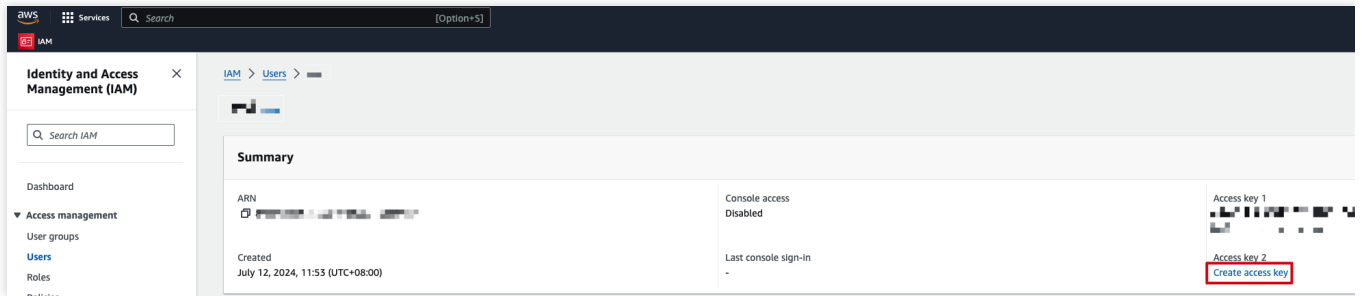 aws
Services
Search
[Option+S]
IAM
Identity and Access
Management (IAM)
Search IAM
Dashboard
Access management
User groups
Users
Roles
IAM > Users >
Summary
ARN
Created
July 12, 2024, 11:53 (UTC+08:00)
Console access
Disabled
Last console sign-in
-
Access key 1
Access key 2
Create access key